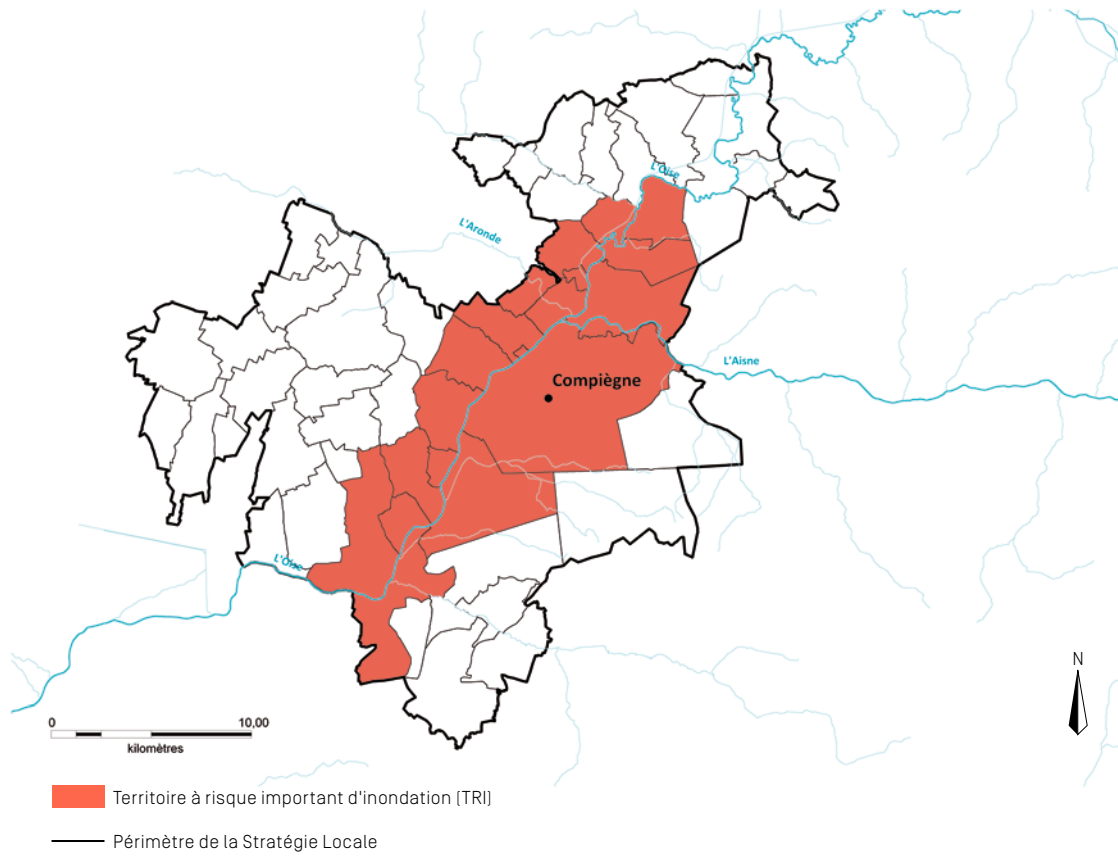 L'Oise
L'Aronde
L'Aisne
Compiègne
L'Oise
N
0 10,00
kilomètres
Territoire à risque important d'inondation (TRI)
Périmètre de la Stratégie Locale